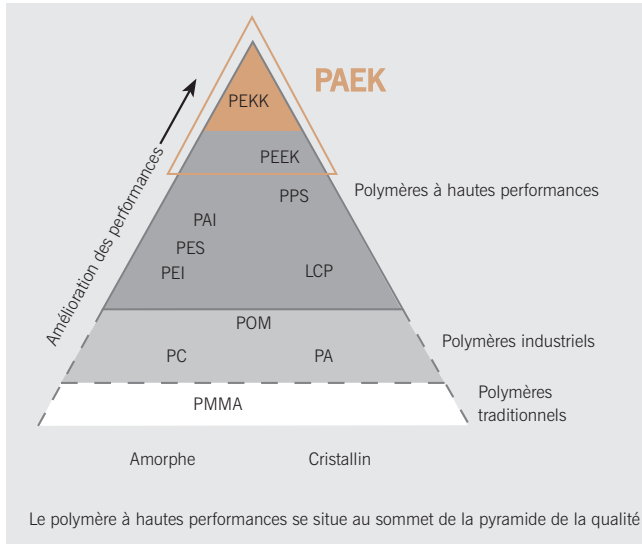 PAEK
PEKK
PEEK
Amélioration des performances
PPS
Polymères à hautes performances
PAI
PES
PEI
LCP
POM
Polymères industriels
PC
PA
Polymères
traditionnels
PMMA
Amorphe
Cristallin
Le polymère à hautes performances se situe au sommet de la pyramide de la qualité